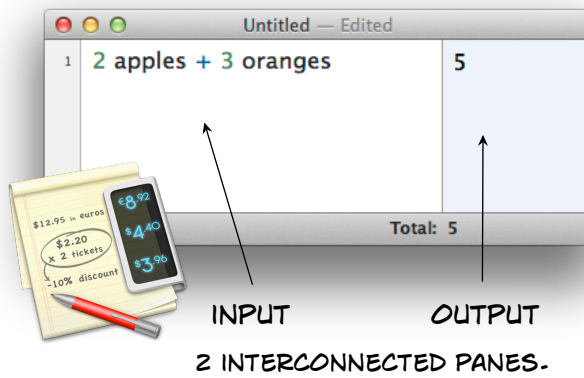 Untitled — Edited
1 2 apples + 3 oranges 5
Total: 5
$12.95 in euros
$2.20
x 2 tickets
-10% discount
€8.92
$4.40
$3.96
INPUT OUTPUT
2 INTERCONNECTED PANES.